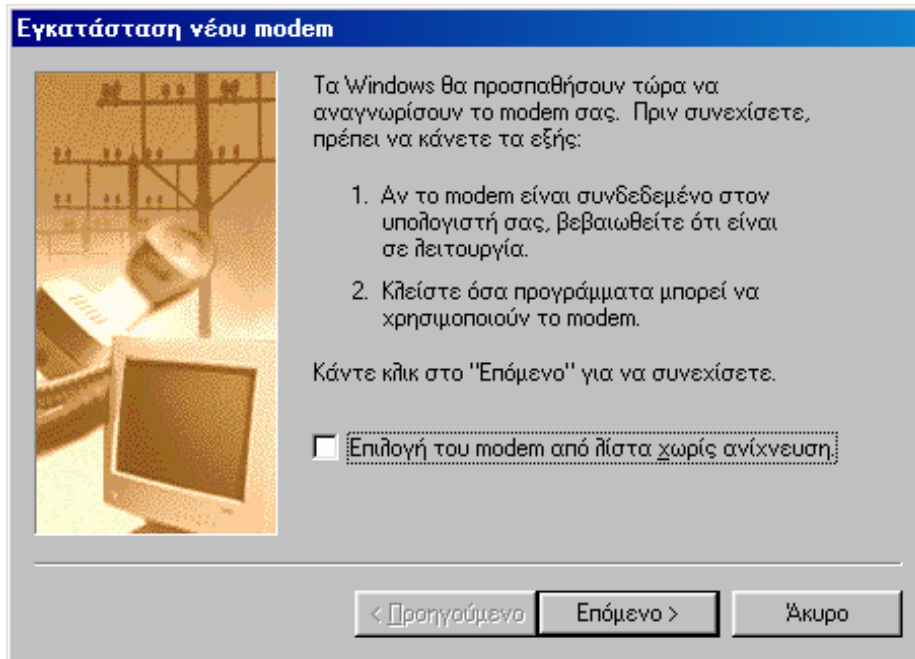 Εγκατάσταση νέου modem
Τα Windows θα προσπαθήσουν τώρα να
αναγνωρίσουν το modem σας. Πριν συνεχίσετε,
πρέπει να κάνετε τα εξής:
1. Αν το modem είναι συνδεδεμένο στον
υπολογιστή σας, βεβαιωθείτε ότι είναι
σε λειτουργία.
2. Κλείστε όσα προγράμματα μπορεί να
χρησιμοποιούν το modem.
Κάντε κλικ στο "Επόμενο" για να συνεχίσετε.
Επιλογή του modem από λίστα χωρίς ανίχνευση.
< Προηγούμενο Επόμενο > Άκυρο